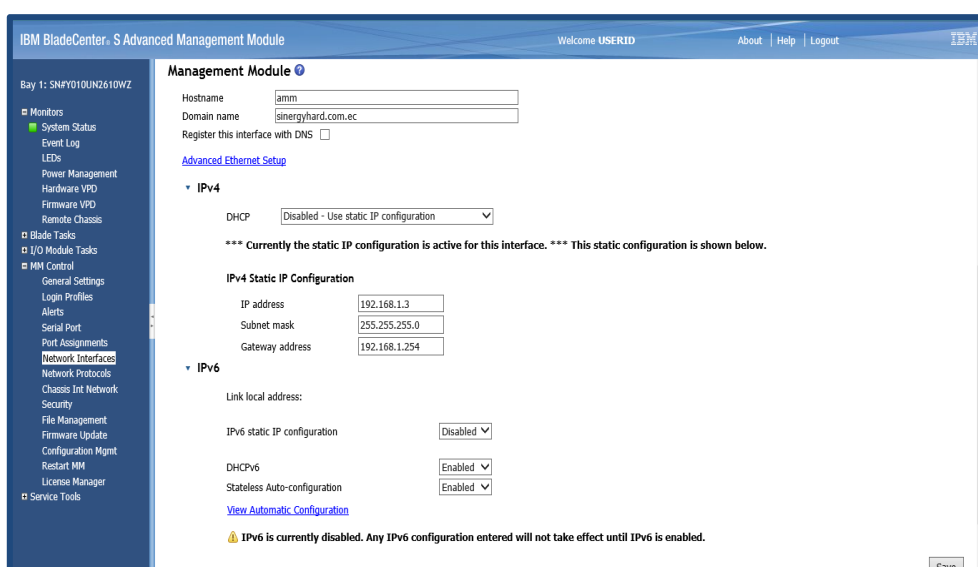 IBM BladeCenter® S Advanced Management Module
Welcome USERID
About | Help | Logout
IBM
Bay 1: SN#Y010UN2610WZ
Monitors
System Status
Event Log
LEDs
Power Management
Hardware VPD
Firmware VPD
Remote Chassis
Blade Tasks
I/O Module Tasks
MM Control
General Settings
Login Profiles
Alerts
Serial Port
Port Assignments
Network Interfaces
Network Protocols
Chassis Int Network
Security
File Management
Firmware Update
Configuration Mgmt
Restart MM
License Manager
Service Tools
Management Module
Hostname amm
Domain name sinergyhard.com.ec
Register this interface with DNS
Advanced Ethernet Setup
IPv4
DHCP Disabled - Use static IP configuration
*** Currently the static IP configuration is active for this interface. *** This static configuration is shown below.
IPv4 Static IP Configuration
IP address 192.168.1.3
Subnet mask 255.255.255.0
Gateway address 192.168.1.254
IPv6
Link local address:
IPv6 static IP configuration Disabled
DHCPv6 Enabled
Stateless Auto-configuration Enabled
View Automatic Configuration
IPv6 is currently disabled. Any IPv6 configuration entered will not take effect until IPv6 is enabled.
Save